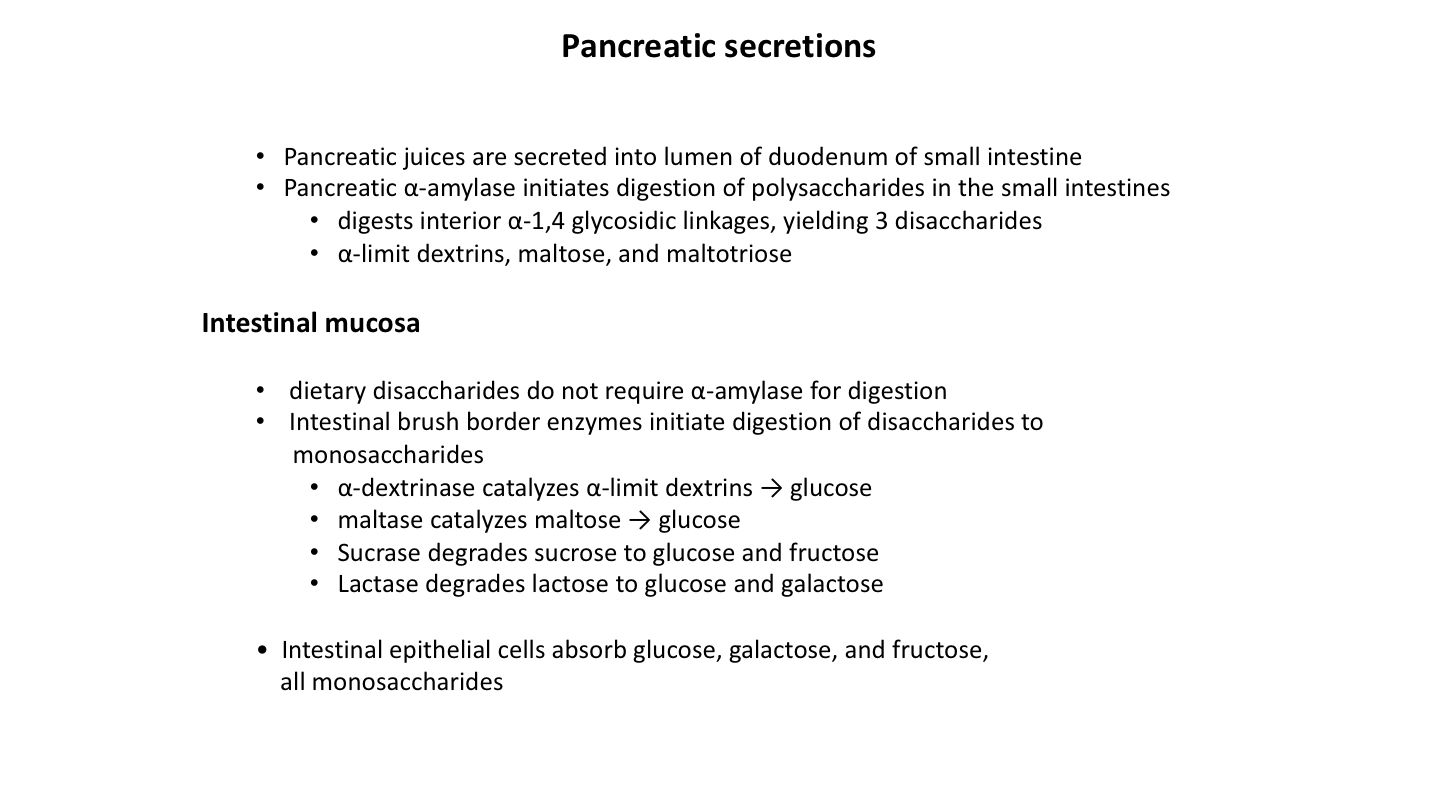 Pancreatic secretions
• Pancreatic juices are secreted into lumen of duodenum of small intestine
• Pancreatic α-amylase initiates digestion of polysaccharides in the small intestines
• digests interior α-1,4 glycosidic linkages, yielding 3 disaccharides
• α-limit dextrins, maltose, and maltotriose
Intestinal mucosa
• dietary disaccharides do not require α-amylase for digestion
• Intestinal brush border enzymes initiate digestion of disaccharides to
monosaccharides
• α-dextrinase catalyzes α-limit dextrins → glucose
• maltase catalyzes maltose → glucose
• Sucrase degrades sucrose to glucose and fructose
• Lactase degrades lactose to glucose and galactose
• Intestinal epithelial cells absorb glucose, galactose, and fructose,
all monosaccharides